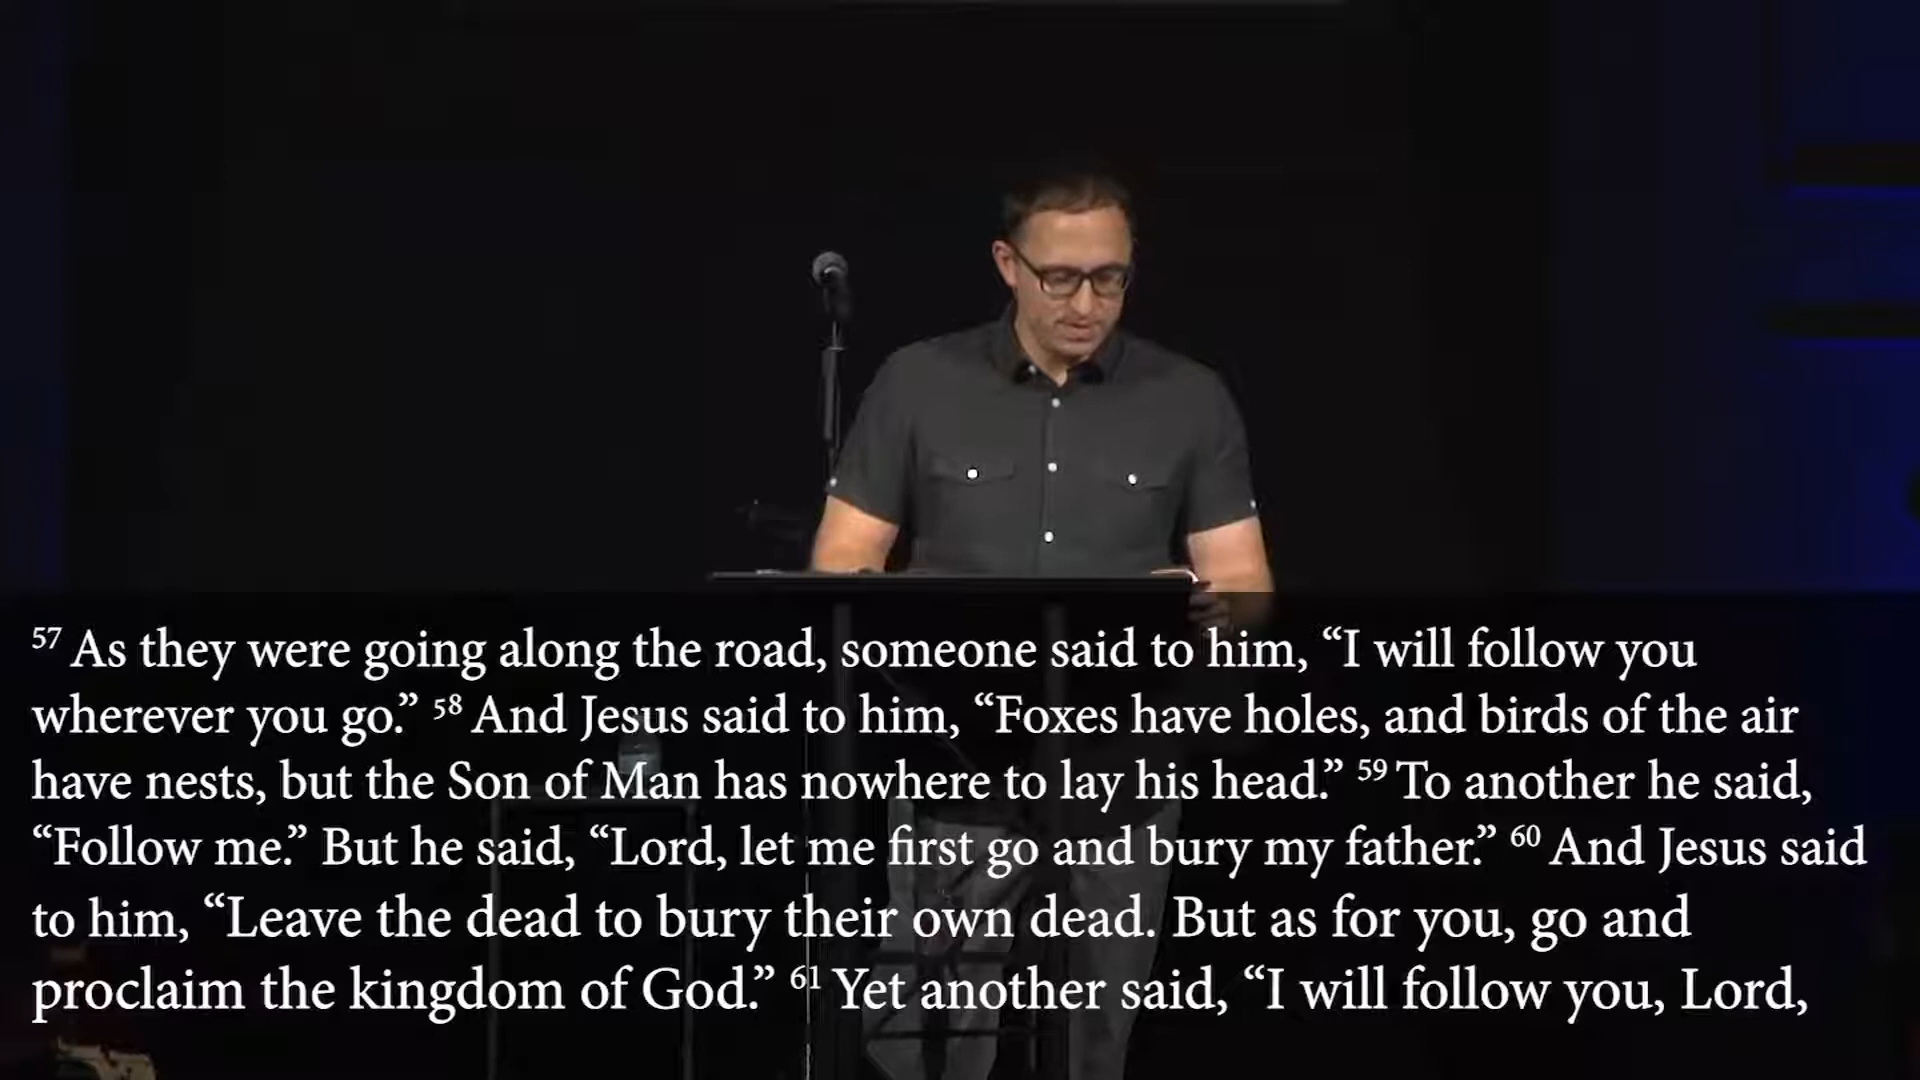 57 As they were going along the road, someone said to him, “I will follow you
wherever you go.” 58 And Jesus said to him, “Foxes have holes, and birds of the air
have nests, but the Son of Man has nowhere to lay his head.” 59 To another he said,
“Follow me.” But he said, “Lord, let me first go and bury my father.” 60 And Jesus said
to him, “Leave the dead to bury their own dead. But as for you, go and
proclaim the kingdom of God.” 61 Yet another said, “I will follow you, Lord,